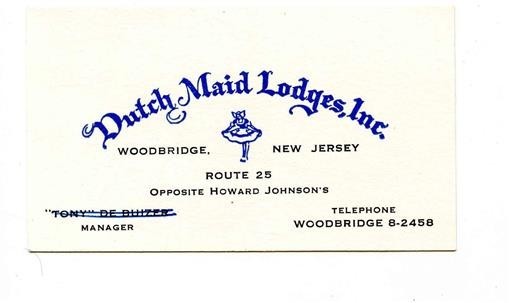 Dutch Maid Lodges, Inc.
WOODBRIDGE, NEW JERSEY
ROUTE 25
OPPOSITE HOWARD JOHNSON'S
"TONY" DE BUIZER
MANAGER
TELEPHONE
WOODBRIDGE 8-2458